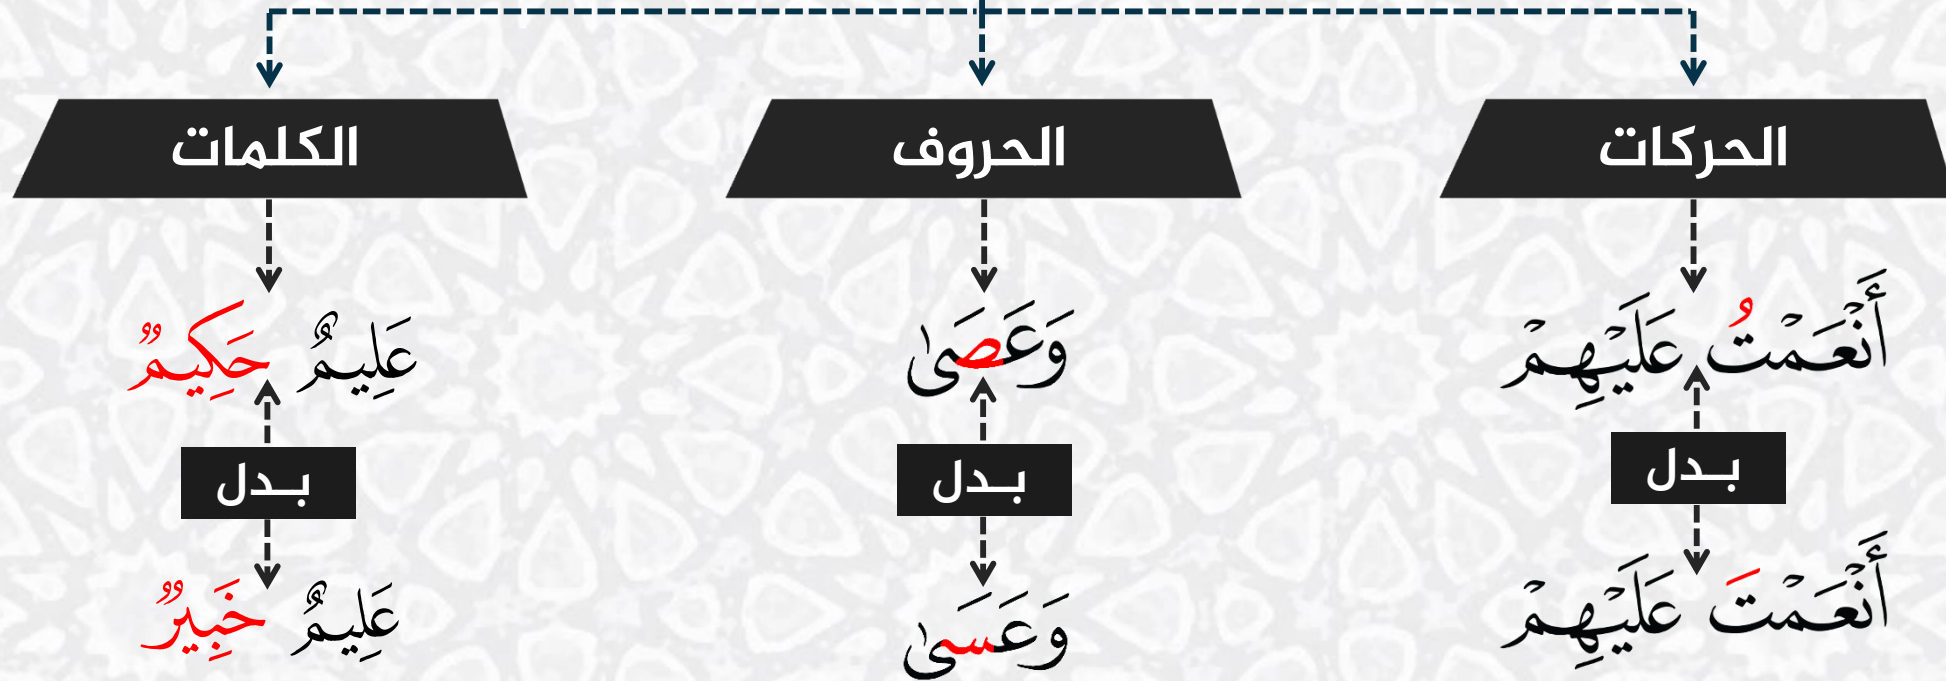 الحركات
الحروف
الكلمات
أَنْعَمْتُ عَلَيْهِمْ
وَعَصَىٰ
عَلِيمٌ حَكِيمٌ
بـدل
بـدل
بـدل
أَنْعَمْتَ عَلَيْهِمْ
وَعَسَىٰ
عَلِيمٌ خَبِيرٌ